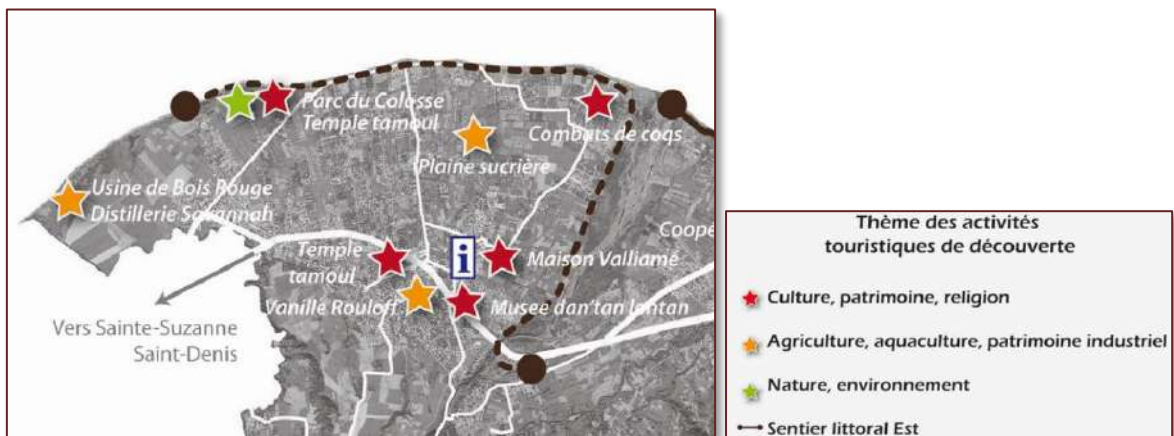 Parc du Colosse
Temple tamoul
Combats de coqs
Plaine sucrière
Usine de Bois Rouge
Distillerie Savannah
Coopé
Temple
tamoul
i
Maison Valliamé
Vanille Rouloff
Musée dan'tan lontan
Vers Sainte-Suzanne
Saint-Denis
Thème des activités
touristiques de découverte
Culture, patrimoine, religion
Agriculture, aquaculture, patrimoine industriel
Nature, environnement
Sentier littoral Est